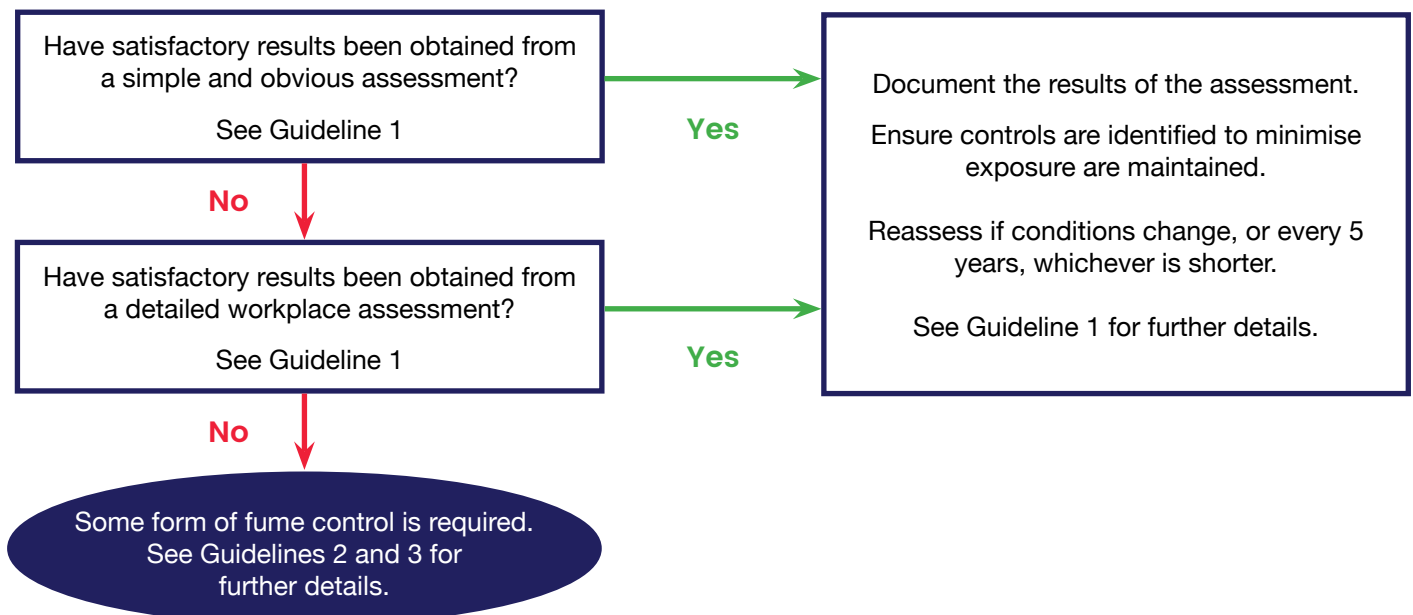 Have satisfactory results been obtained from
a simple and obvious assessment?
See Guideline 1
Yes
Document the results of the assessment.
Ensure controls are identified to minimise
exposure are maintained.
Reassess if conditions change, or every 5
years, whichever is shorter.
See Guideline 1 for further details.
No
Have satisfactory results been obtained from
a detailed workplace assessment?
See Guideline 1
Yes
No
Some form of fume control is required.
See Guidelines 2 and 3 for
further details.